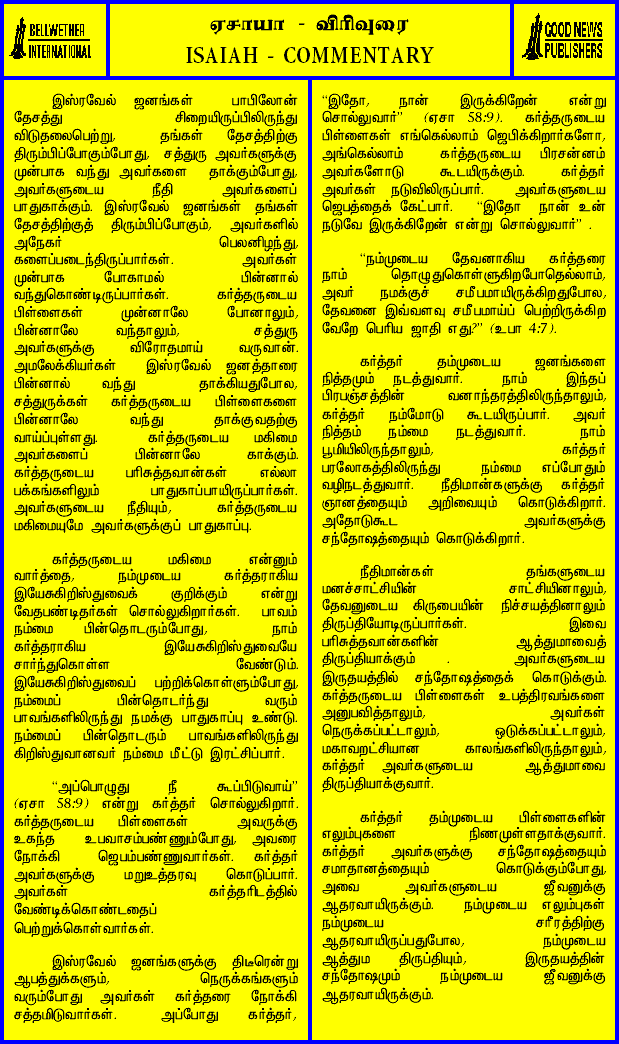 BELLWETHER
INTERNATIONAL
ஏசாயா - விரிவுரை
ISAIAH - COMMENTARY
GOOD NEWS
PUBLISHERS
இஸ்ரவேல் ஜனங்கள் பாபிலோன்
தேசத்து சிறையிருப்பிலிருந்து
விடுதலைபெற்று, தங்கள் தேசத்திற்கு
திரும்பிப்போகும்போது, சத்துரு அவர்களுக்கு
முன்பாக வந்து அவர்களை தாக்கும்போது,
அவர்களுடைய நீதி அவர்களைப்
பாதுகாக்கும். இஸ்ரவேல் ஜனங்கள் தங்கள்
தேசத்திற்குத் திரும்பிப்போகும், அவர்களில்
அநேகர் பெலனிழந்து,
களைப்படைந்திருப்பார்கள். அவர்கள்
முன்பாக போகாமல் பின்னால்
வந்துகொண்டிருப்பார்கள். கர்த்தருடைய
பிள்ளைகள் முன்னாலே போனாலும்,
பின்னாலே வந்தாலும், சத்துரு
அவர்களுக்கு விரோதமாய் வருவான்.
அமலேக்கியர்கள் இஸ்ரவேல் ஜனத்தாரை
பின்னால் வந்து தாக்கியதுபோல,
சத்துருக்கள் கர்த்தருடைய பிள்ளைகளை
பின்னாலே வந்து தாக்குவதற்கு
வாய்ப்புள்ளது. கர்த்தருடைய மகிமை
அவர்களைப் பின்னாலே காக்கும்.
கர்த்தருடைய பரிசுத்தவான்கள் எல்லா
பக்கங்களிலும் பாதுகாப்பாயிருப்பார்கள்.
அவர்களுடைய நீதியும், கர்த்தருடைய
மகிமையுமே அவர்களுக்குப் பாதுகாப்பு.
கர்த்தருடைய மகிமை என்னும்
வார்த்தை, நம்முடைய கர்த்தராகிய
இயேசுகிறிஸ்துவைக் குறிக்கும் என்று
வேதபண்டிதர்கள் சொல்லுகிறார்கள். பாவம்
நம்மை பின்தொடரும்போது, நாம்
கர்த்தராகிய இயேசுகிறிஸ்துவையே
சார்ந்துகொள்ள வேண்டும்.
இயேசுகிறிஸ்துவைப் பற்றிக்கொள்ளும்போது,
நம்மைப் பின்தொடர்ந்து வரும்
பாவங்களிலிருந்து நமக்கு பாதுகாப்பு உண்டு.
நம்மைப் பின்தொடரும் பாவங்களிலிருந்து
கிறிஸ்துவானவர் நம்மை மீட்டு இரட்சிப்பார்.
“அப்பொழுது நீ கூப்பிடுவாய்”
(ஏசா 58:9) என்று கர்த்தர் சொல்லுகிறார்.
கர்த்தருடைய பிள்ளைகள் அவருக்கு
உகந்த உபவாசம்பண்ணும்போது, அவரை
நோக்கி ஜெபம்பண்ணுவார்கள். கர்த்தர்
அவர்களுக்கு மறுஉத்தரவு கொடுப்பார்.
அவர்கள் கர்த்தரிடத்தில்
வேண்டிக்கொண்டதைப்
பெற்றுக்கொள்வார்கள்.
இஸ்ரவேல் ஜனங்களுக்கு திடீரென்று
ஆபத்துக்களும், நெருக்கங்களும்
வரும்போது அவர்கள் கர்த்தரை நோக்கி
சத்தமிடுவார்கள். அப்போது கர்த்தர்,
“இதோ, நான் இருக்கிறேன் என்று
சொல்லுவார்” (ஏசா 58:9). கர்த்தருடைய
பிள்ளைகள் எங்கெல்லாம் ஜெபிக்கிறார்களோ,
அங்கெல்லாம் கர்த்தருடைய பிரசன்னம்
அவர்களோடு கூடயிருக்கும். கர்த்தர்
அவர்கள் நடுவிலிருப்பார். அவர்களுடைய
ஜெபத்தைக் கேட்பார். “இதோ நான் உன்
நடுவே இருக்கிறேன் என்று சொல்லுவார்” .
“நம்முடைய தேவனாகிய கர்த்தரை
நாம் தொழுதுகொள்ளுகிறபோதெல்லாம்,
அவர் நமக்குச் சமீபமாயிருக்கிறதுபோல,
தேவனை இவ்வளவு சமீபமாய்ப் பெற்றிருக்கிற
வேறே பெரிய ஜாதி எது?” (உபா 4:7).
கர்த்தர் தம்முடைய ஜனங்களை
நித்தமும் நடத்துவார். நாம் இந்தப்
பிரபஞ்சத்தின் வனாந்தரத்திலிருந்தாலும்,
கர்த்தர் நம்மோடு கூடயிருப்பார். அவர்
நித்தம் நம்மை நடத்துவார். நாம்
பூமியிலிருந்தாலும், கர்த்தர்
பரலோகத்திலிருந்து நம்மை எப்போதும்
வழிநடத்துவார். நீதிமான்களுக்கு கர்த்தர்
ஞானத்தையும் அறிவையும் கொடுக்கிறார்.
அதோடுகூட அவர்களுக்கு
சந்தோஷத்தையும் கொடுக்கிறார்.
நீதிமான்கள் தங்களுடைய
மனச்சாட்சியின் சாட்சியினாலும்,
தேவனுடைய கிருபையின் நிச்சயத்தினாலும்
திருப்தியோடிருப்பார்கள். இவை
பரிசுத்தவான்களின் ஆத்துமாவைத்
திருப்தியாக்கும் . அவர்களுடைய
இருதயத்தில் சந்தோஷத்தைக் கொடுக்கும்.
கர்த்தருடைய பிள்ளைகள் உபத்திரவங்களை
அனுபவித்தாலும், அவர்கள்
நெருக்கப்பட்டாலும், ஒடுக்கப்பட்டாலும்,
மகாவறட்சியான காலங்களிலிருந்தாலும்,
கர்த்தர் அவர்களுடைய ஆத்துமாவை
திருப்தியாக்குவார்.
கர்த்தர் தம்முடைய பிள்ளைகளின்
எலும்புகளை நிணமுள்ளதாக்குவார்.
கர்த்தர் அவர்களுக்கு சந்தோஷத்தையும்
சமாதானத்தையும் கொடுக்கும்போது,
அவை அவர்களுடைய ஜீவனுக்கு
ஆதரவாயிருக்கும். நம்முடைய எலும்புகள்
நம்முடைய சரீரத்திற்கு
ஆதரவாயிருப்பதுபோல, நம்முடைய
ஆத்தும திருப்தியும், இருதயத்தின்
சந்தோஷமும் நம்முடைய ஜீவனுக்கு
ஆதரவாயிருக்கும்.